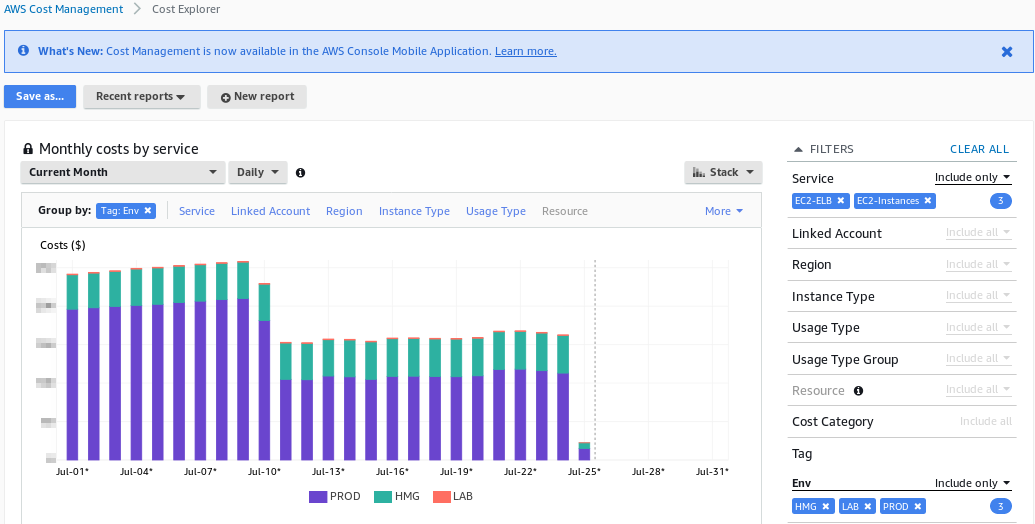 AWS Cost Management > Cost Explorer
What's New: Cost Management is now available in the AWS Console Mobile Application. Learn more.
Save as...
Recent reports
New report
Monthly costs by service
Current Month
Daily
Stack
Group by: Tag: Env
Service
Linked Account
Region
Instance Type
Usage Type
Resource
More
Costs ($)
Jul-01*
Jul-04*
Jul-07*
Jul-10*
Jul-13*
Jul-16*
Jul-19*
Jul-22*
Jul-25*
Jul-28*
Jul-31*
PROD
HMG
LAB
FILTERS
CLEAR ALL
Service
Include only
EC2-ELB
EC2-Instances
3
Linked Account
Include all
Region
Include all
Instance Type
Include all
Usage Type
Include all
Usage Type Group
Include all
Resource
Include all
Cost Category
Include all
Tag
Env
Include only
HMG
LAB
PROD
3